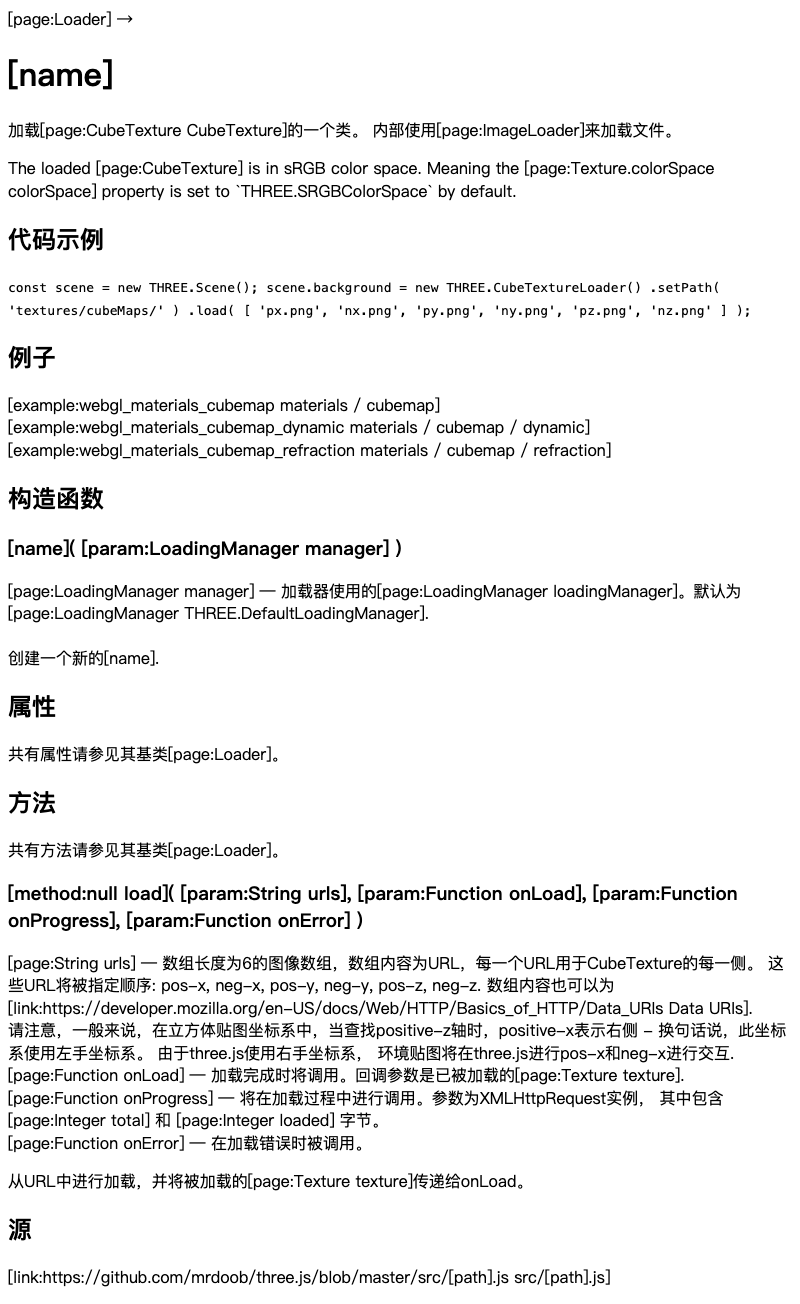 [page:Loader] →
[name]
加载[page:CubeTexture CubeTexture]的一个类。 内部使用[page:ImageLoader]来加载文件。
The loaded [page:CubeTexture] is in sRGB color space. Meaning the [page:Texture.colorSpace
colorSpace] property is set to `THREE.SRGBColorSpace` by default.
代码示例
const scene = new THREE.Scene(); scene.background = new THREE.CubeTextureLoader() .setPath(
'textures/cubeMaps/' ) .load( [ 'px.png', 'nx.png', 'py.png', 'ny.png', 'pz.png', 'nz.png' ] );
例子
[example:webgl_materials_cubemap materials / cubemap]
[example:webgl_materials_cubemap_dynamic materials / cubemap / dynamic]
[example:webgl_materials_cubemap_refraction materials / cubemap / refraction]
构造函数
[name]( [param:LoadingManager manager] )
[page:LoadingManager manager] — 加载器使用的[page:LoadingManager loadingManager]。默认为
[page:LoadingManager THREE.DefaultLoadingManager].
创建一个新的[name].
属性
共有属性请参见其基类[page:Loader]。
方法
共有方法请参见其基类[page:Loader]。
[method:null load]( [param:String urls], [param:Function onLoad], [param:Function
onProgress], [param:Function onError] )
[page:String urls] — 数组长度为6的图像数组，数组内容为URL，每一个URL用于CubeTexture的每一侧。 这
些URL将被指定顺序: pos-x, neg-x, pos-y, neg-y, pos-z, neg-z. 数组内容也可以为
[link:https://developer.mozilla.org/en-US/docs/Web/HTTP/Basics_of_HTTP/Data_URIs Data URIs].
请注意，一般来说，在立方体贴图坐标系中，当查找positive-z轴时，positive-x表示右侧 - 换句话说，此坐标
系使用左手坐标系。 由于three.js使用右手坐标系， 环境贴图将在three.js进行pos-x和neg-x进行交互.
[page:Function onLoad] — 加载完成时将调用。回调参数是已被加载的[page:Texture texture].
[page:Function onProgress] — 将在加载过程中进行调用。参数为XMLHttpRequest实例， 其中包含
[page:Integer total] 和 [page:Integer loaded] 字节。
[page:Function onError] — 在加载错误时被调用。
从URL中进行加载，并将被加载的[page:Texture texture]传递给onLoad。
源
[link:https://github.com/mrdoob/three.js/blob/master/src/[path].js src/[path].js]